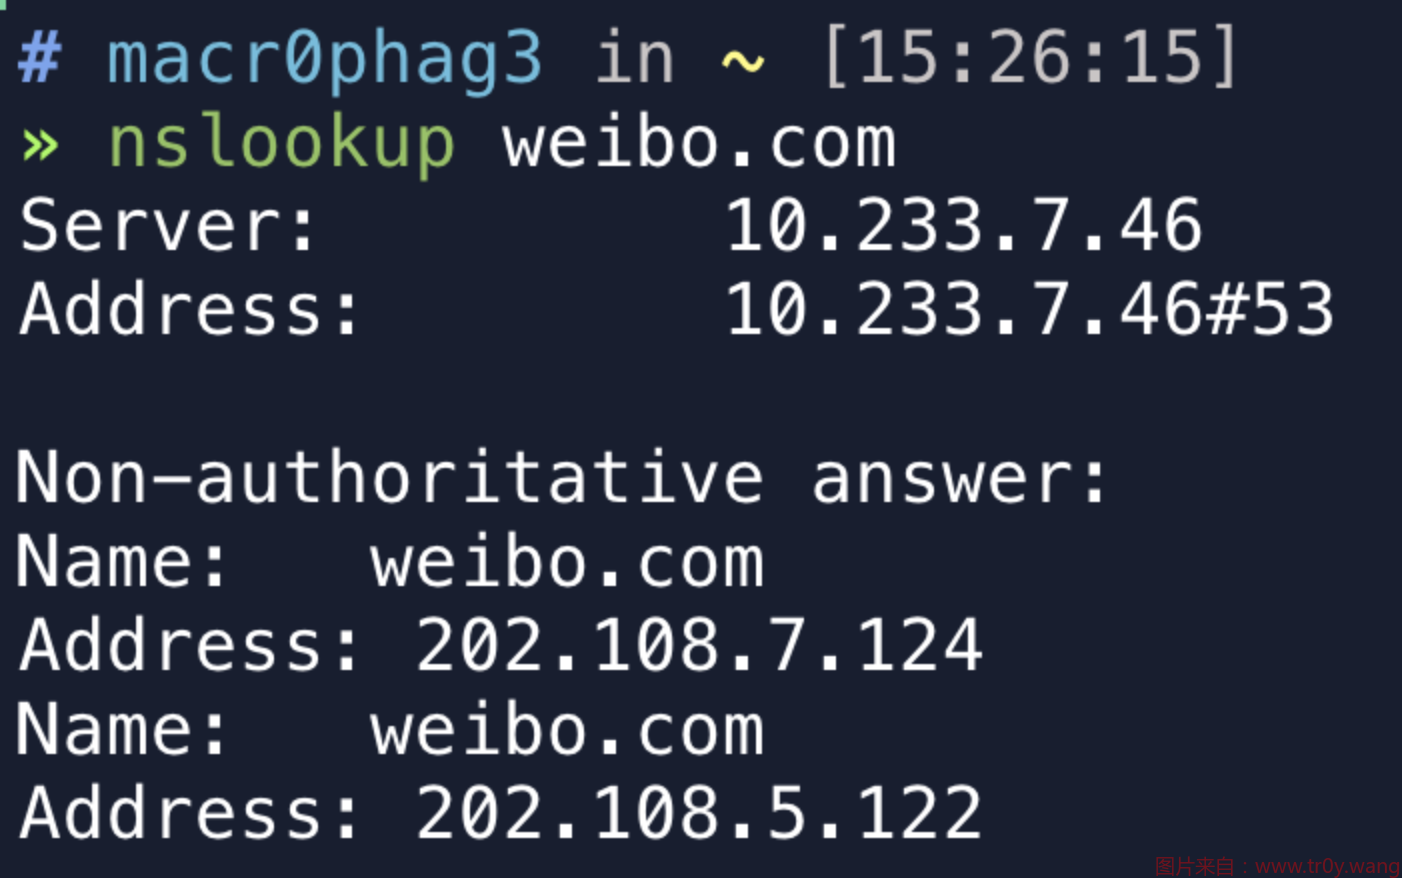 # macr0phag3 in ~ [15:26:15]
» nslookup weibo.com
Server: 10.233.7.46
Address: 10.233.7.46#53
Non-authoritative answer:
Name: weibo.com
Address: 202.108.7.124
Name: weibo.com
Address: 202.108.5.122
图片来自：www.tr0y.wang